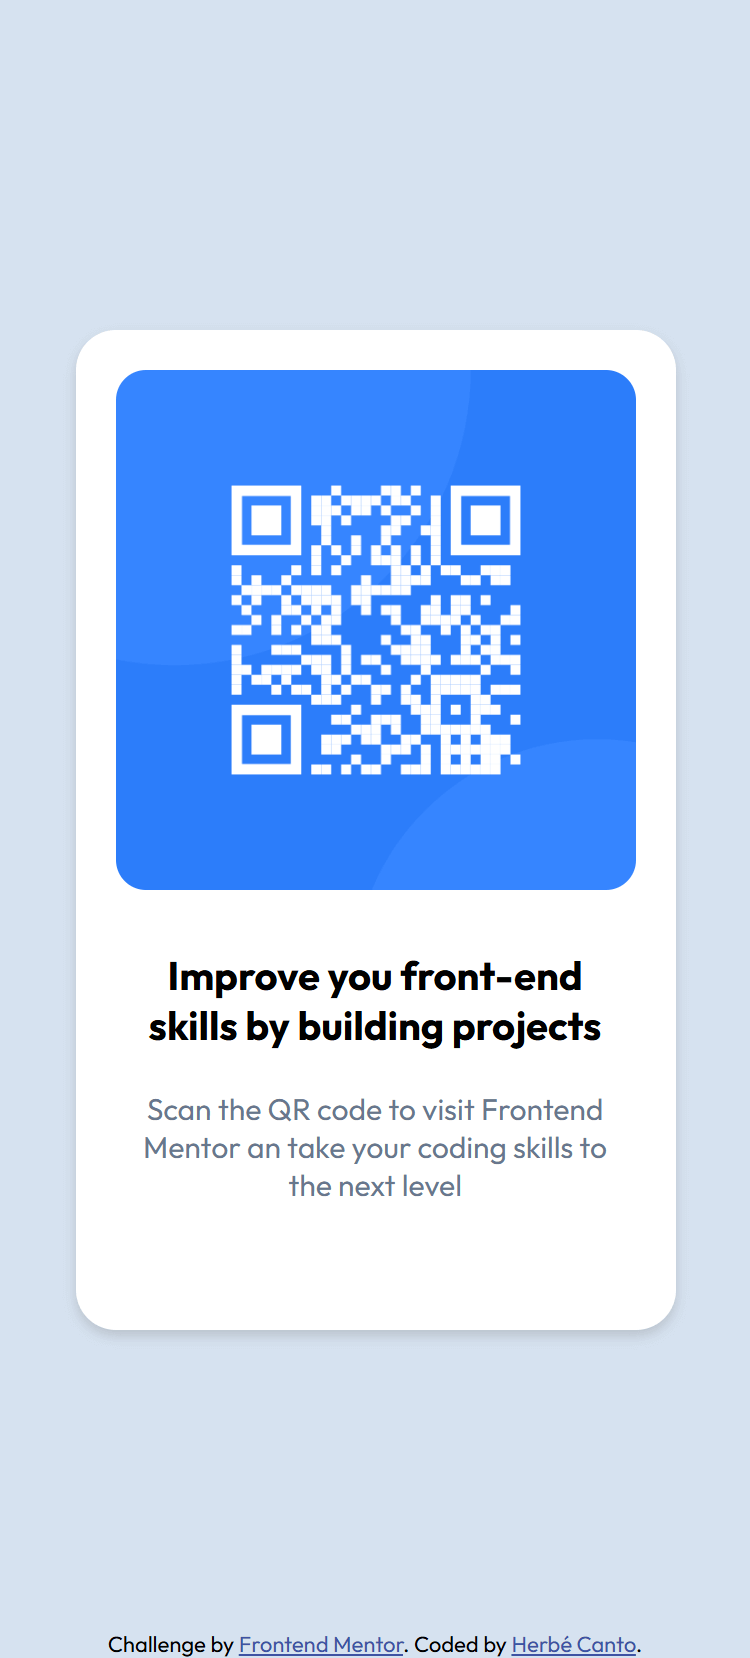 Improve you front-end
skills by building projects
Scan the QR code to visit Frontend
Mentor an take your coding skills to
the next level
Challenge by Frontend Mentor. Coded by Herbé Canto.